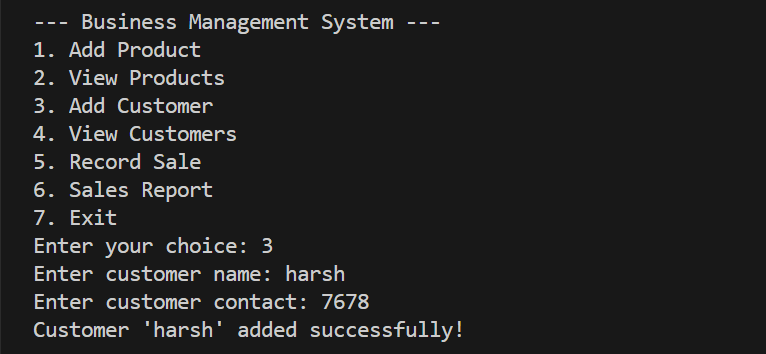 --- Business Management System ---
1. Add Product
2. View Products
3. Add Customer
4. View Customers
5. Record Sale
6. Sales Report
7. Exit
Enter your choice: 3
Enter customer name: harsh
Enter customer contact: 7678
Customer 'harsh' added successfully!